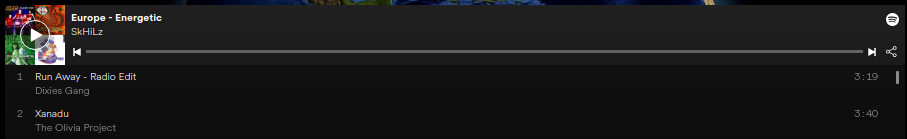 Europe - Energetic
SkHiLz
1 Run Away - Radio Edit 3:19
Dixies Gang
2 Xanadu 3:40
The Olivia Project